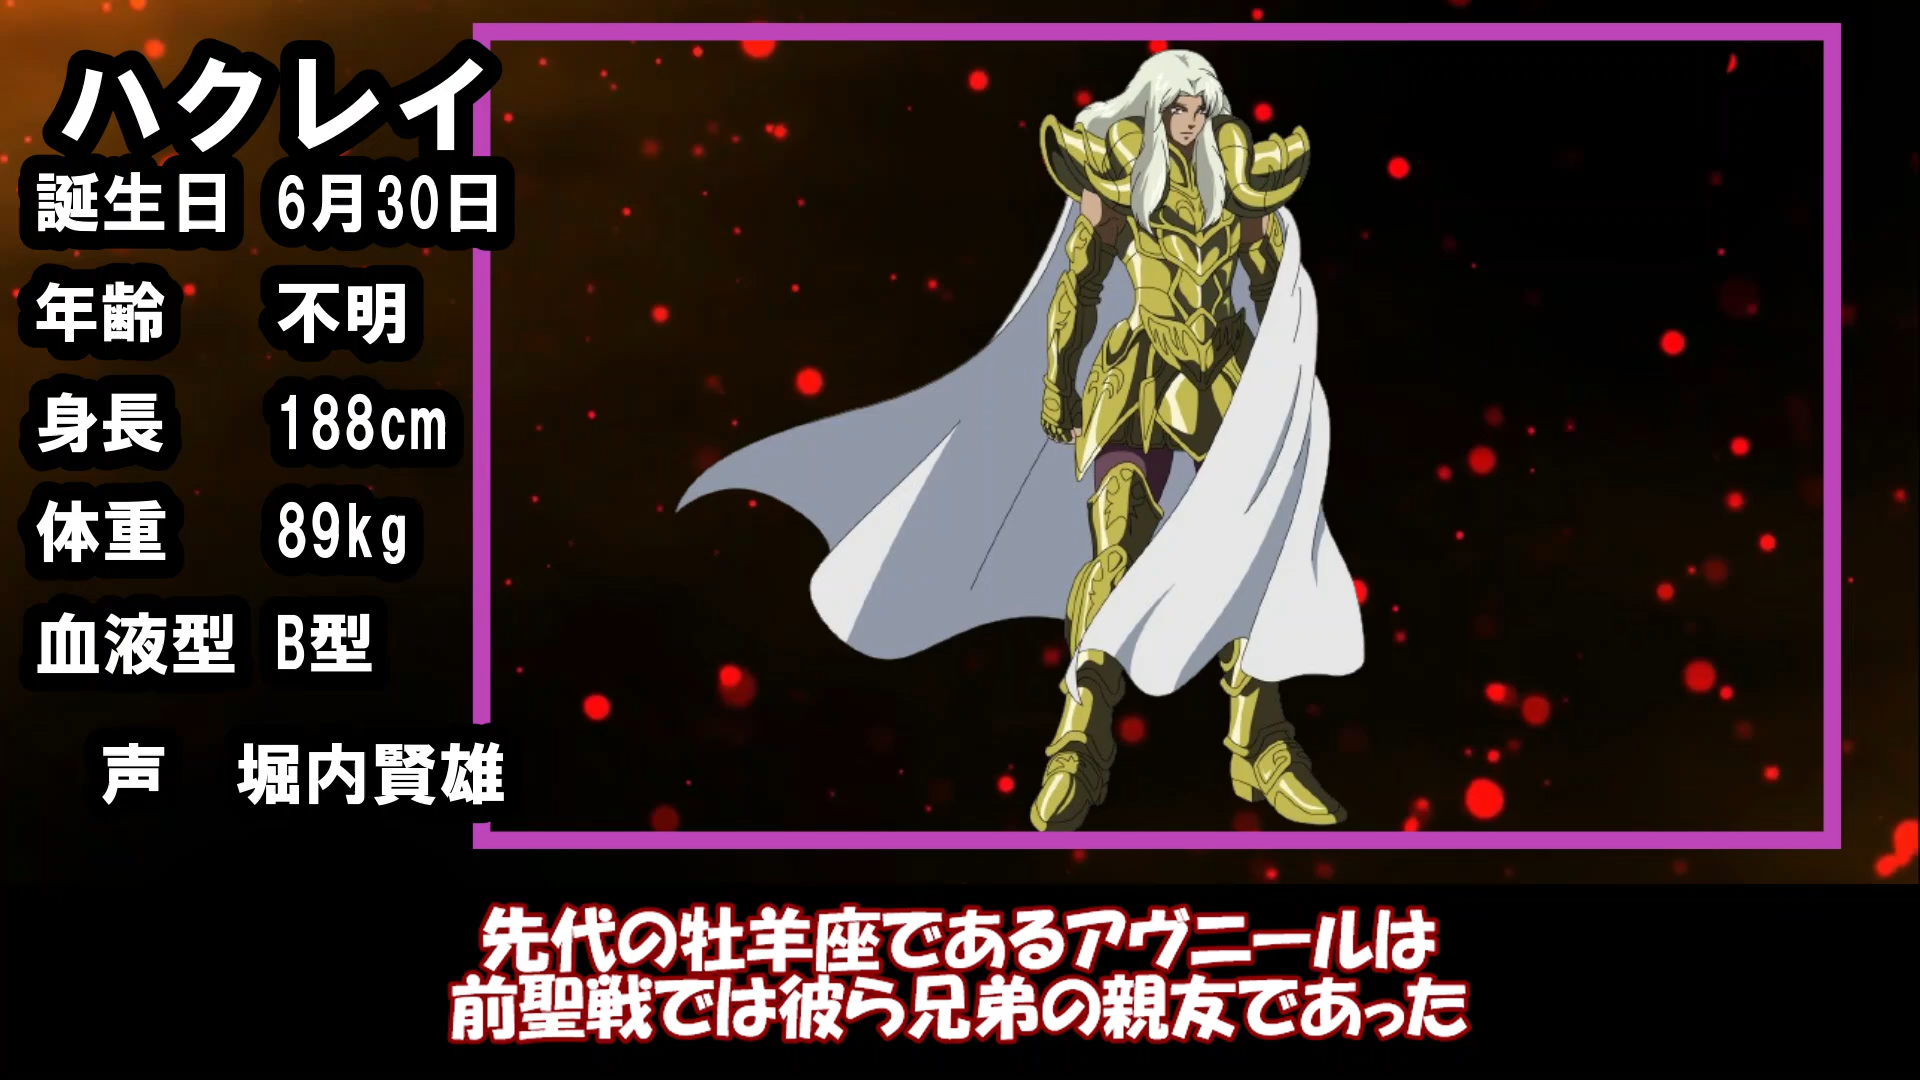 ハクレイ
誕生日 6月30日
年齢 不明
身長 188cm
体重 89kg
血液型 B型
声 堀内賢雄
先代の牡羊座であるアヴニールは
前聖戦では彼ら兄弟の親友であった